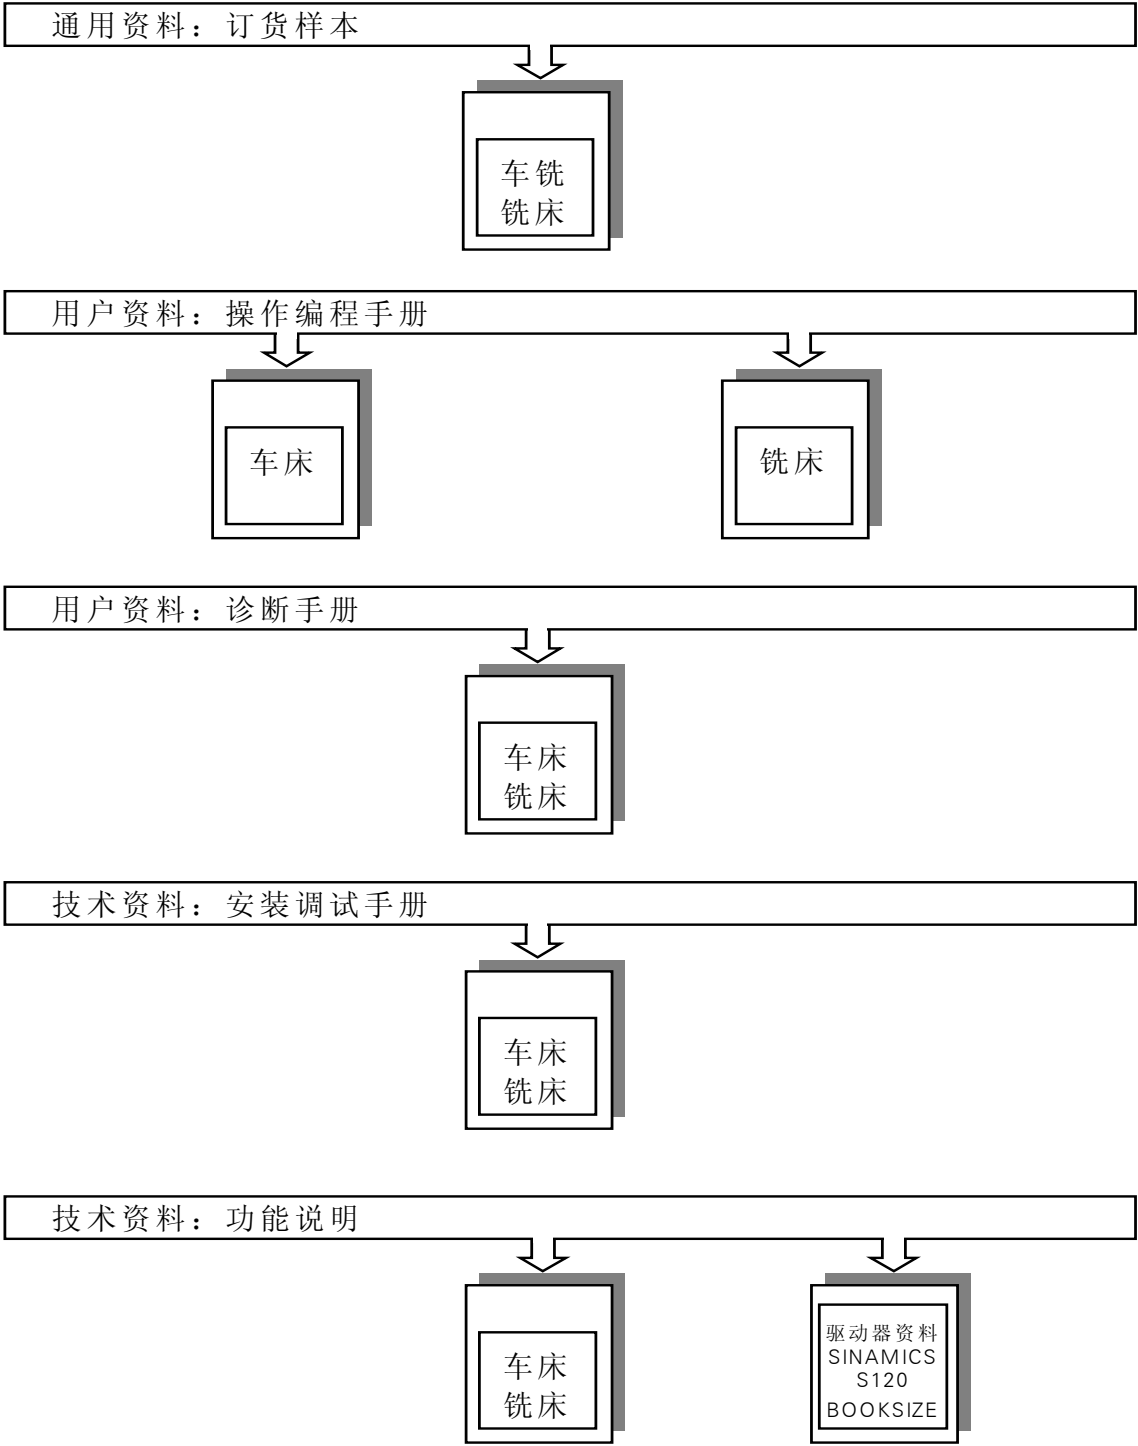 通用资料：订货样本
车铣
铣床
用户资料：操作编程手册
车床
铣床
用户资料：诊断手册
车床
铣床
技术资料：安装调试手册
车床
铣床
技术资料：功能说明
车床
铣床
驱动器资料
SINAMICS
S120
BOOKSIZE